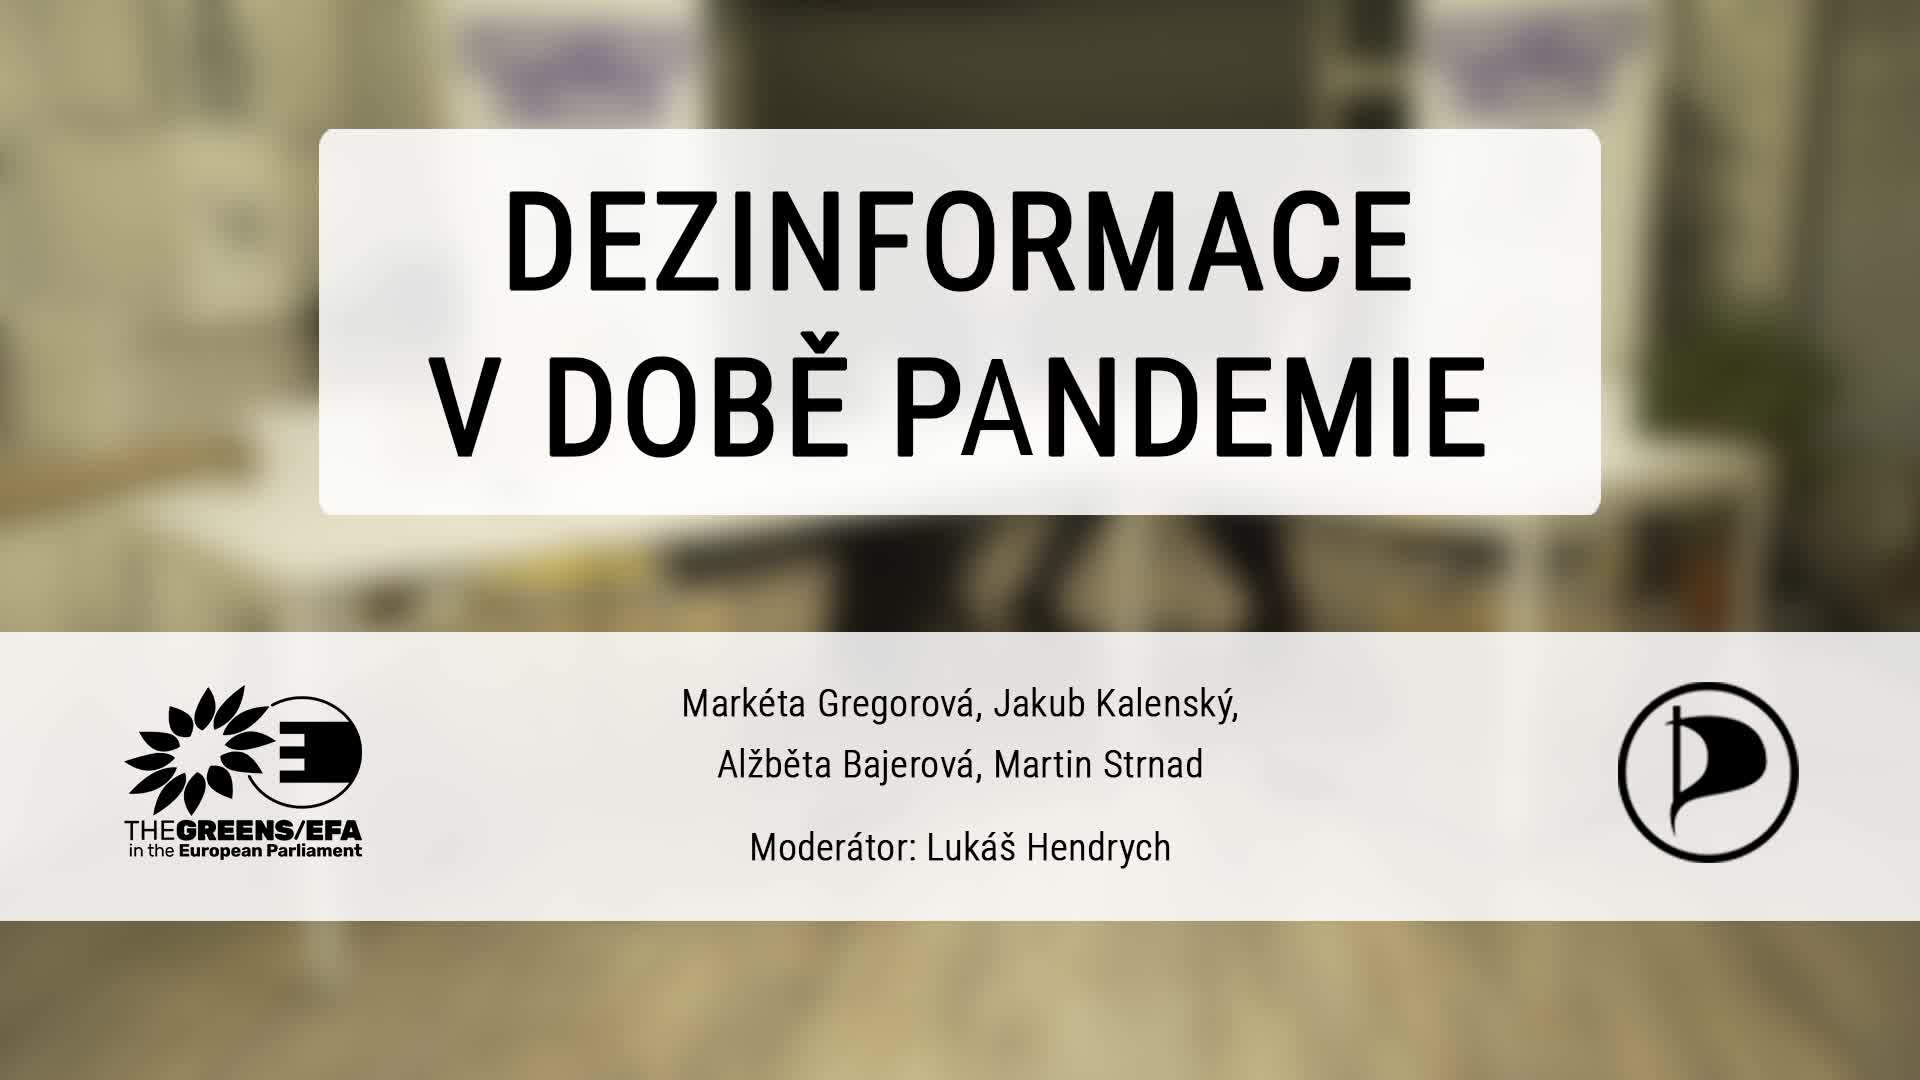 DEZINFORMACE
V DOBĚ PANDEMIE
Markéta Gregorová, Jakub Kalenský,
Alžběta Bajerová, Martin Strnad
Moderátor: Lukáš Hendrych
THEGREENS/EFA
in the European Parliament